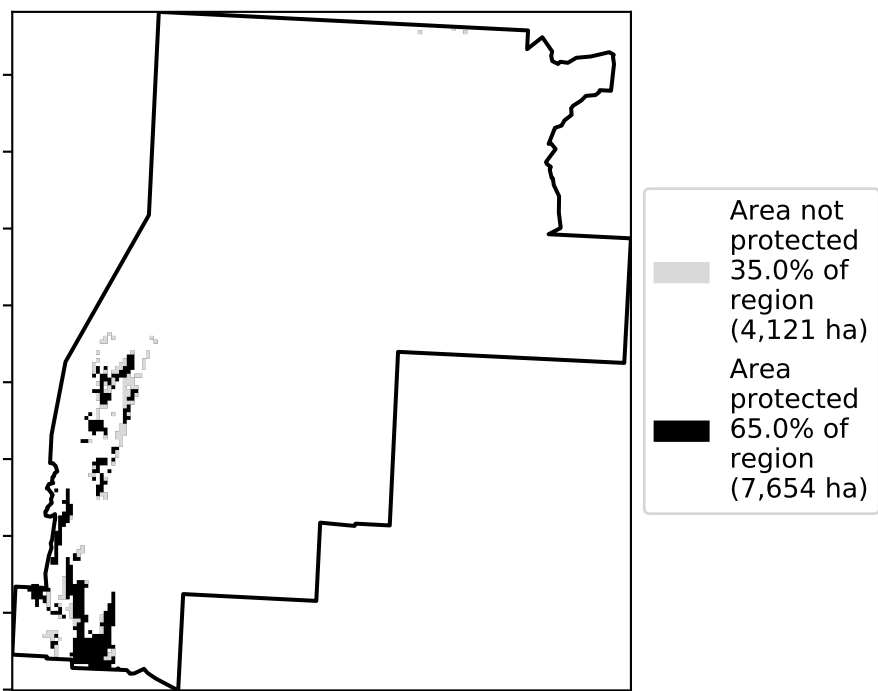 Area not
protected
35.0% of
region
(4,121 ha)
Area
protected
65.0% of
region
(7,654 ha)